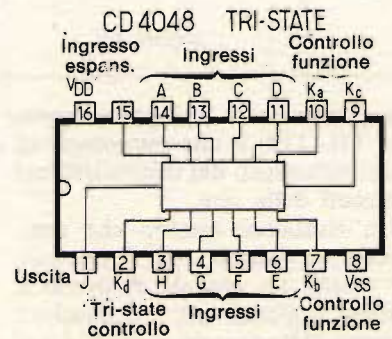 CD 4048 TRI-STATE
Ingresso espans.
Ingressi
Controllo funzione
VDD A B C D Ka Kc
16 15 14 13 12 11 10 9
1 2 3 4 5 6 7 8
Uscita J Kd H G F E Kb VSS
Tri-state controllo
Ingressi
Controllo funzione